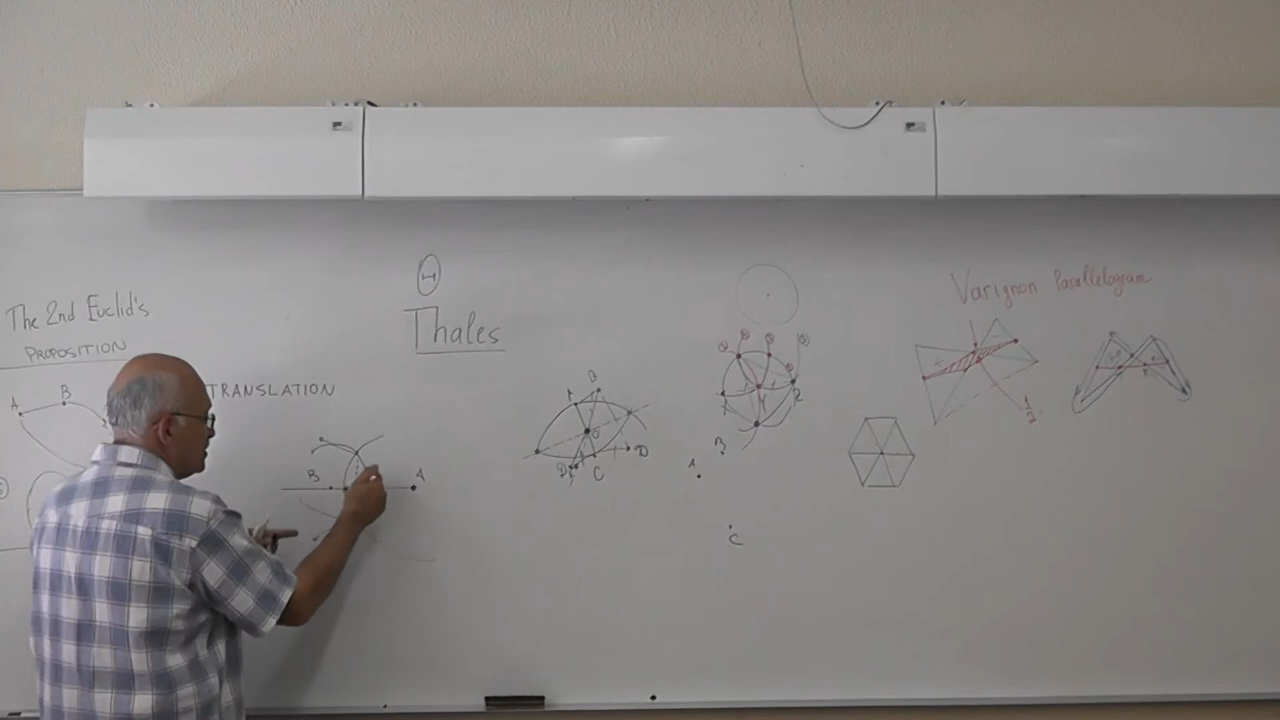 The 2nd Euclid's
PROPOSITION
A B
TRANSLATION
B A
Θ
Thales
A B
O
D C D
B
A
C
Varignon Parallelogram